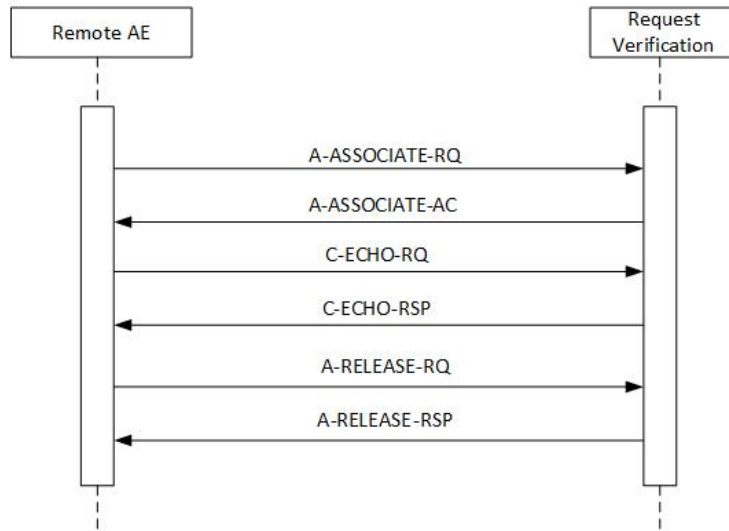 Remote AE
Request
Verification
A-ASSOCIATE-RQ
A-ASSOCIATE-AC
C-ECHO-RQ
C-ECHO-RSP
A-RELEASE-RQ
A-RELEASE-RSP